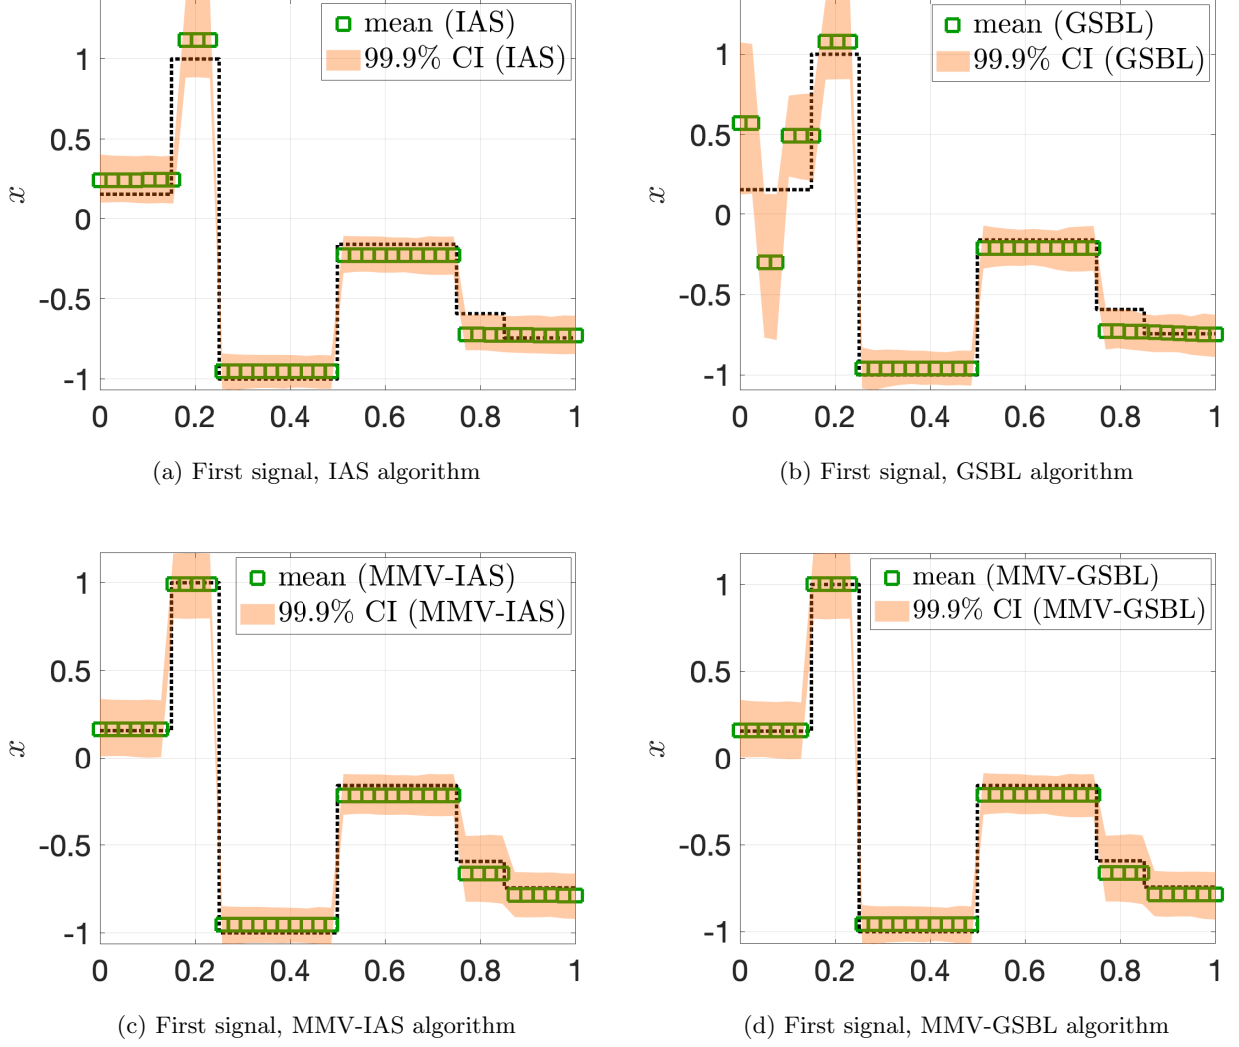 mean (IAS)
99.9% CI (IAS)
1
0.5
0
-0.5
-1
x
0 0.2 0.4 0.6 0.8 1
(a) First signal, IAS algorithm
mean (GSBL)
99.9% CI (GSBL)
1
0.5
0
-0.5
-1
x
0 0.2 0.4 0.6 0.8 1
(b) First signal, GSBL algorithm
mean (MMV-IAS)
99.9% CI (MMV-IAS)
1
0.5
0
-0.5
-1
x
0 0.2 0.4 0.6 0.8 1
(c) First signal, MMV-IAS algorithm
mean (MMV-GSBL)
99.9% CI (MMV-GSBL)
1
0.5
0
-0.5
-1
x
0 0.2 0.4 0.6 0.8 1
(d) First signal, MMV-GSBL algorithm